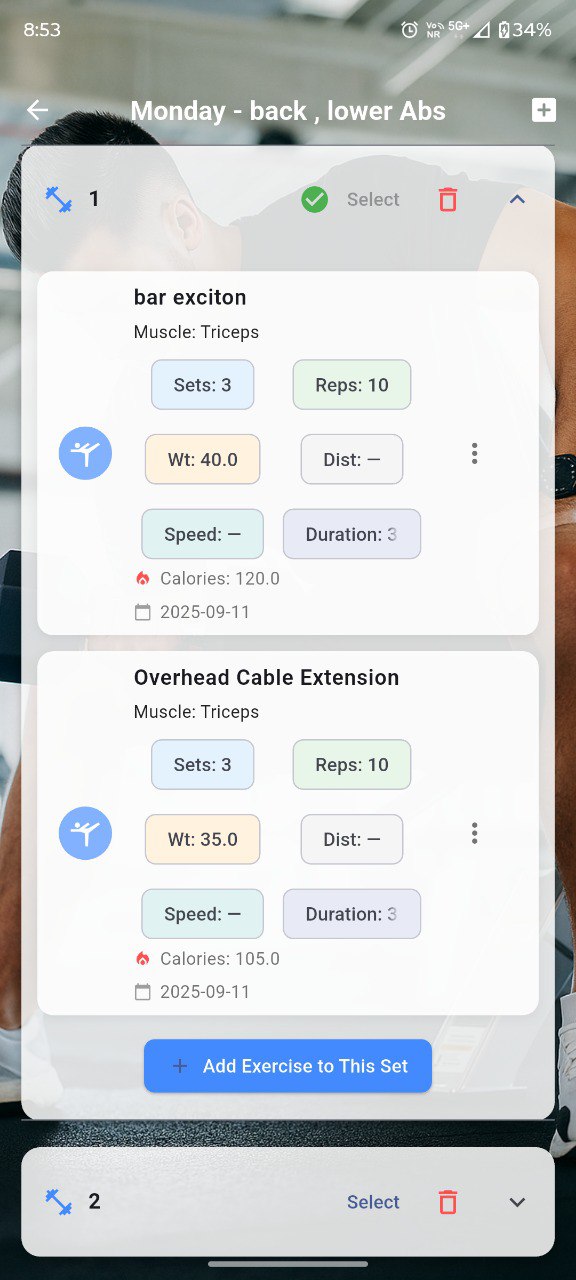 8:53
Vo)) NR 5G+ 34%
Monday - back , lower Abs
1 Select
bar exciton
Muscle: Triceps
Sets: 3 Reps: 10
Wt: 40.0 Dist: —
Speed: — Duration: 3
Calories: 120.0
2025-09-11
Overhead Cable Extension
Muscle: Triceps
Sets: 3 Reps: 10
Wt: 35.0 Dist: —
Speed: — Duration: 3
Calories: 105.0
2025-09-11
+ Add Exercise to This Set
2 Select